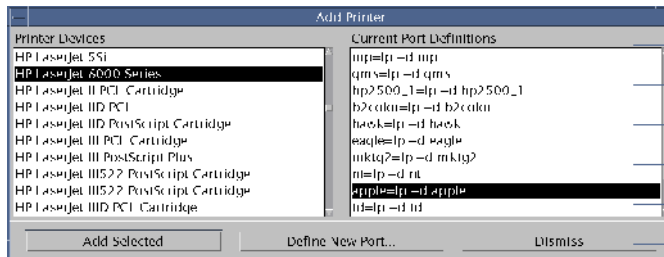 Add Printer
Printer Devices
HP LaserJet 5Si
HP LaserJet 6000 Series
HP LaserJet II PCL Cartridge
HP LaserJet IID PCL
HP LaserJet IID PostScript Cartridge
HP LaserJet III PCL Cartridge
HP LaserJet III PostScript Plus
HP LaserJet III522 PostScript Cartridge
HP LaserJet III522 PostScript Cartridge
HP LaserJet IIID PCL Cartridge
Current Port Definitions
mp=lp -d mp
qms=lp -d qms
hp2500_1=lp -d hp2500_1
b2color=lp -d b2color
hawk=lp -d hawk
eagle=lp -d eagle
mktg2=lp -d mktg2
nt=lp -d nt
apple=lp -d apple
Add Selected
Define New Port...
Dismiss